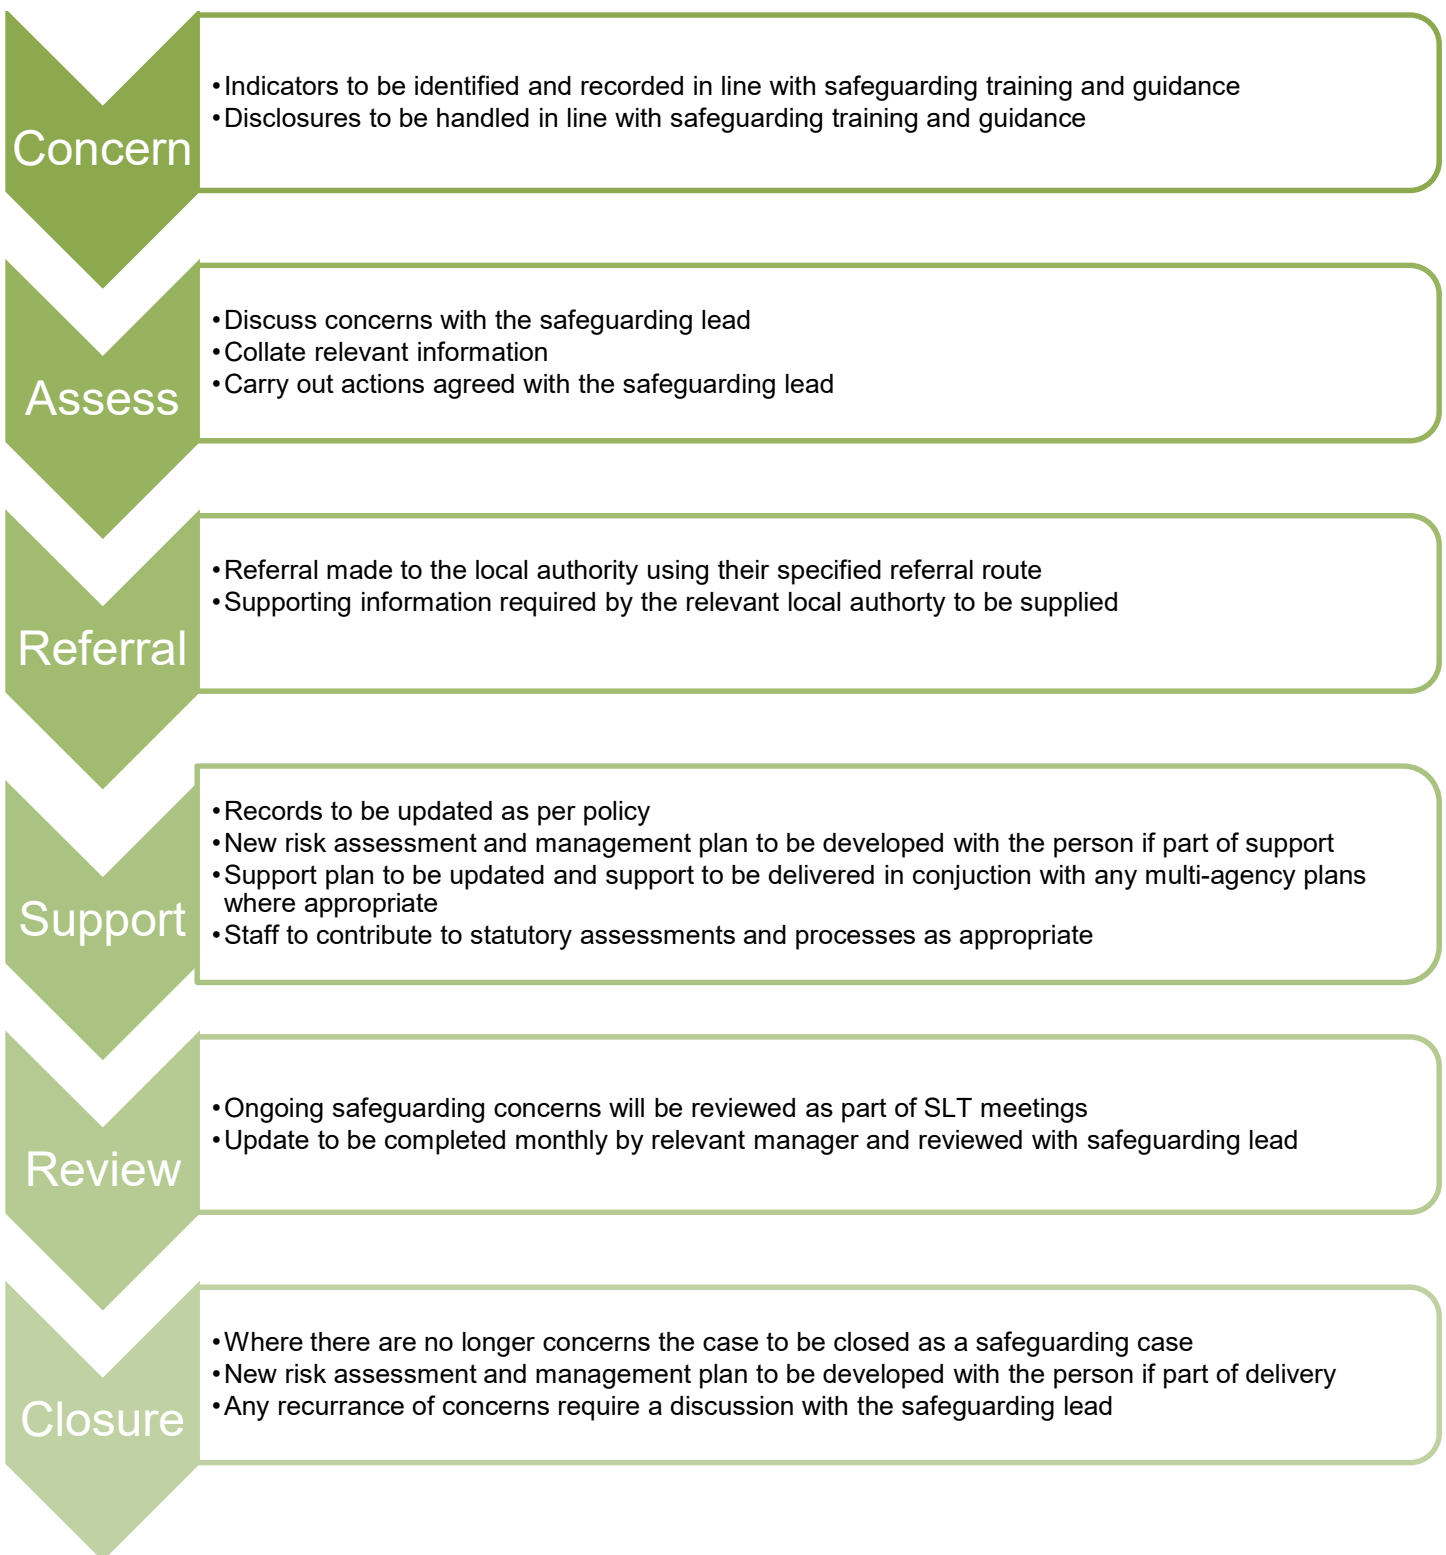 Concern
•Indicators to be identified and recorded in line with safeguarding training and guidance
•Disclosures to be handled in line with safeguarding training and guidance
Assess
•Discuss concerns with the safeguarding lead
•Collate relevant information
•Carry out actions agreed with the safeguarding lead
Referral
•Referral made to the local authority using their specified referral route
•Supporting information required by the relevant local authorty to be supplied
Support
•Records to be updated as per policy
•New risk assessment and management plan to be developed with the person if part of support
•Support plan to be updated and support to be delivered in conjuction with any multi-agency plans
where appropriate
•Staff to contribute to statutory assessments and processes as appropriate
Review
•Ongoing safeguarding concerns will be reviewed as part of SLT meetings
•Update to be completed monthly by relevant manager and reviewed with safeguarding lead
Closure
•Where there are no longer concerns the case to be closed as a safeguarding case
•New risk assessment and management plan to be developed with the person if part of delivery
•Any recurrance of concerns require a discussion with the safeguarding lead